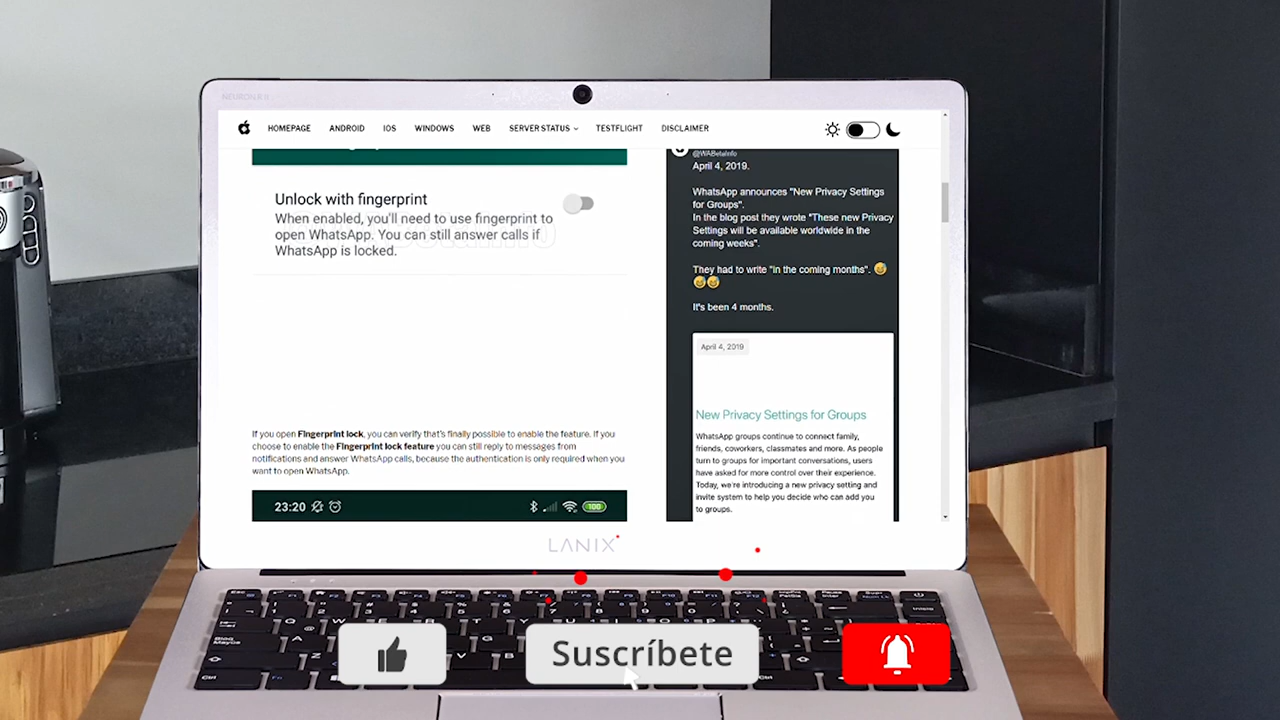 HOMEPAGE ANDROID IOS WINDOWS WEB SERVER STATUS TESTFLIGHT DISCLAIMER
Unlock with fingerprint
When enabled, you'll need to use fingerprint to
open WhatsApp. You can still answer calls if
WhatsApp is locked.
If you open Fingerprint lock, you can verify that's finally possible to enable the feature. If you
choose to enable the Fingerprint lock feature you can still reply to messages from
notifications and answer WhatsApp calls, because the authentication is only required when you
want to open WhatsApp.
23:20
100
@WABetaInfo
April 4, 2019.
WhatsApp announces "New Privacy Settings
for Groups".
In the blog post they wrote "These new Privacy
Settings will be available worldwide in the
coming weeks".
They had to write "in the coming months". 😅
😅😅
It's been 4 months.
April 4, 2019
New Privacy Settings for Groups
WhatsApp groups continue to connect family,
friends, coworkers, classmates and more. As people
turn to groups for important conversations, users
have asked for more control over their experience.
Today, we're introducing a new privacy setting and
invite system to help you decide who can add you
to groups.
LANIX
Suscríbete